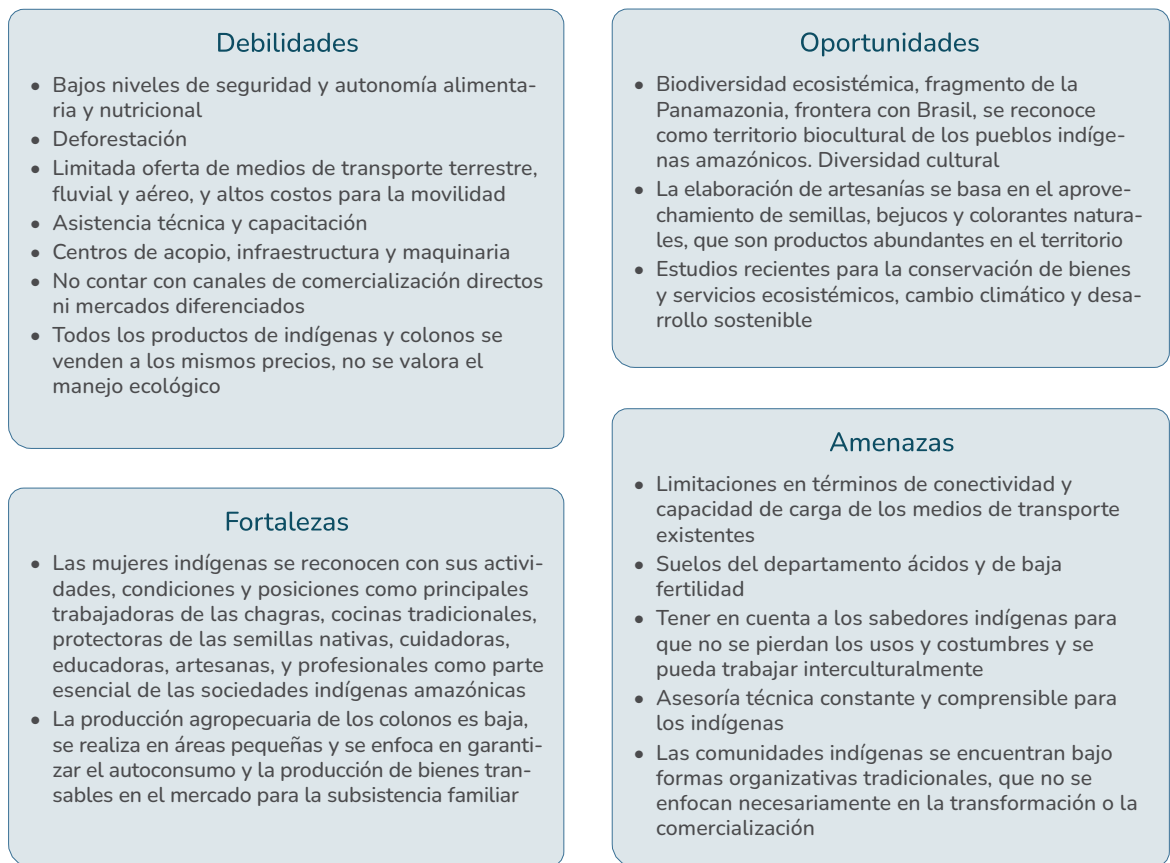 Debilidades
• Bajos niveles de seguridad y autonomía alimenta-
ria y nutricional
• Deforestación
• Limitada oferta de medios de transporte terrestre,
fluvial y aéreo, y altos costos para la movilidad
• Asistencia técnica y capacitación
• Centros de acopio, infraestructura y maquinaria
• No contar con canales de comercialización directos
ni mercados diferenciados
• Todos los productos de indígenas y colonos se
venden a los mismos precios, no se valora el
manejo ecológico
Oportunidades
• Biodiversidad ecosistémica, fragmento de la
Panamazonia, frontera con Brasil, se reconoce
como territorio biocultural de los pueblos indíge-
nas amazónicos. Diversidad cultural
• La elaboración de artesanías se basa en el aprove-
chamiento de semillas, bejucos y colorantes natura-
les, que son productos abundantes en el territorio
• Estudios recientes para la conservación de bienes
y servicios ecosistémicos, cambio climático y desa-
rrollo sostenible
Fortalezas
• Las mujeres indígenas se reconocen con sus activi-
dades, condiciones y posiciones como principales
trabajadoras de las chagras, cocinas tradicionales,
protectoras de las semillas nativas, cuidadoras,
educadoras, artesanas, y profesionales como parte
esencial de las sociedades indígenas amazónicas
• La producción agropecuaria de los colonos es baja,
se realiza en áreas pequeñas y se enfoca en garanti-
zar el autoconsumo y la producción de bienes tran-
sables en el mercado para la subsistencia familiar
Amenazas
• Limitaciones en términos de conectividad y
capacidad de carga de los medios de transporte
existentes
• Suelos del departamento ácidos y de baja
fertilidad
• Tener en cuenta a los sabedores indígenas para
que no se pierdan los usos y costumbres y se
pueda trabajar interculturalmente
• Asesoría técnica constante y comprensible para
los indígenas
• Las comunidades indígenas se encuentran bajo
formas organizativas tradicionales, que no se
enfocan necesariamente en la transformación o la
comercialización